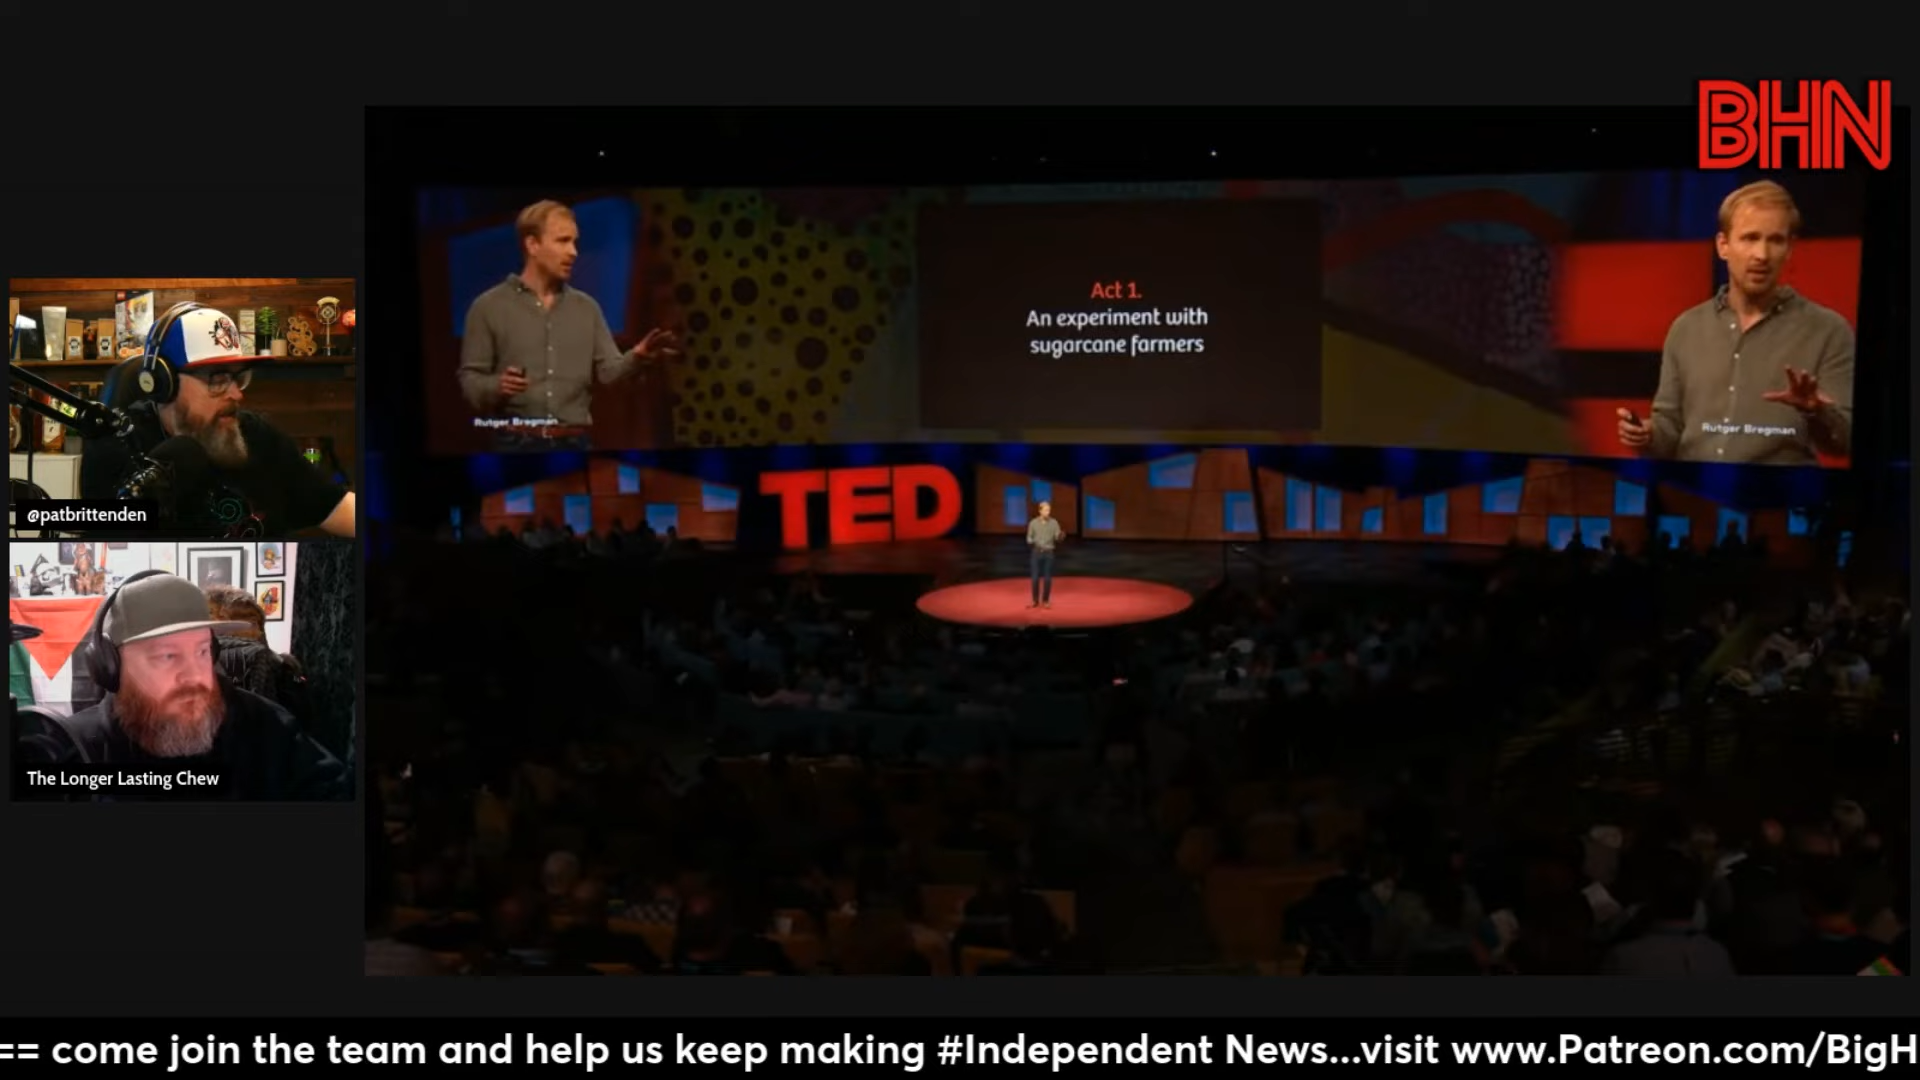 BHN
Act 1.
An experiment with
sugarcane farmers
Rutger Bregman
Rutger Bregman
TED
@patbrittenden
The Longer Lasting Chew
== come join the team and help us keep making #Independent News...visit www.Patreon.com/BigH